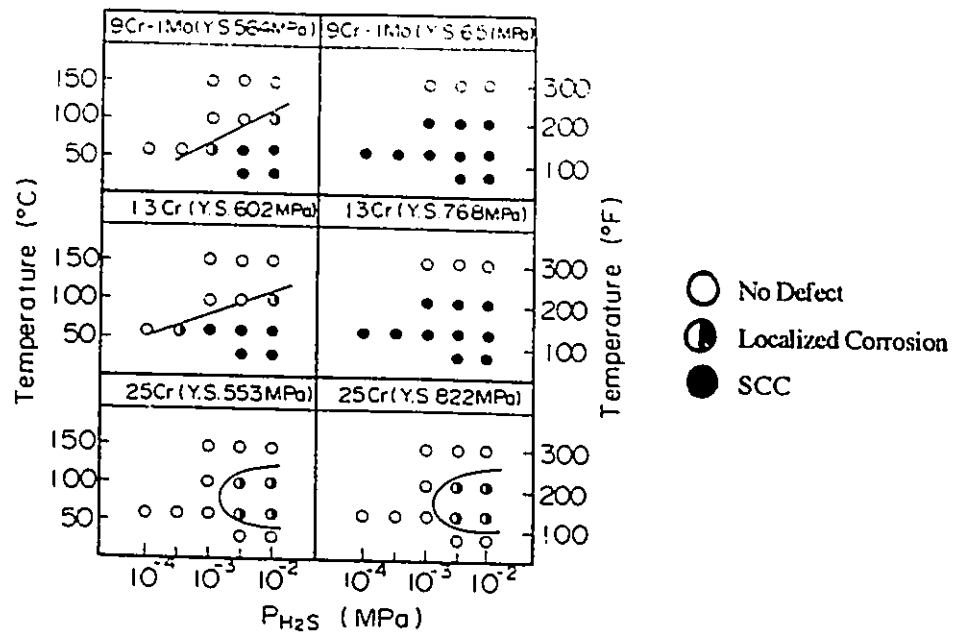 9Cr-1Mo(Y.S.564MPa)
9Cr-1Mo(Y.S.651MPa)
150
100
50
300
200
100
13Cr(Y.S.602MPa)
13Cr(Y.S.768MPa)
150
100
50
300
200
100
25Cr(Y.S.553MPa)
25Cr(Y.S.822MPa)
150
100
50
300
200
100
10⁻⁴
10⁻³
10⁻²
10⁻⁴
10⁻³
10⁻²
Temperature (°C)
Temperature (°F)
P_H2S (MPa)
No Defect
Localized Corrosion
SCC